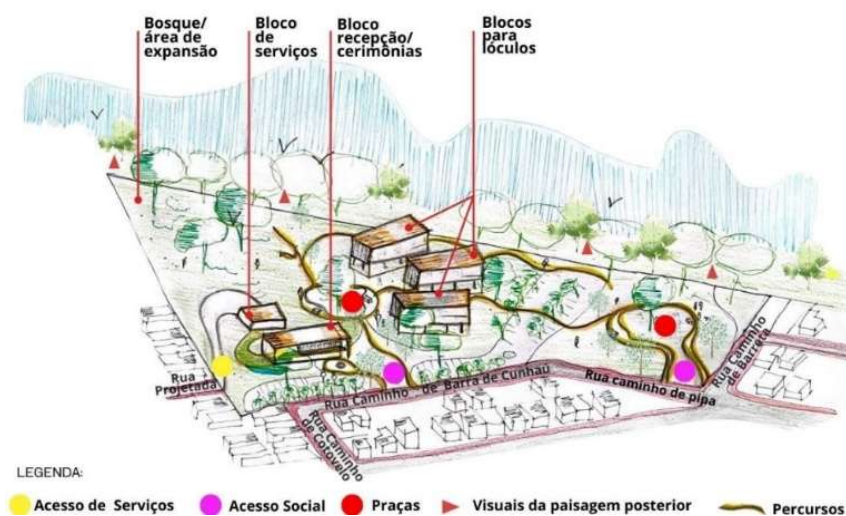 Bosque/
área de
expansão
Bloco
de
serviços
Bloco
recepção/
cerimônias
Blocos
para
lóculos
Rua
Projetada
Rua Caminho
de Cotovelo
Rua Caminho de Barra de Cunhaú
Rua caminho de pipa
Rua Caminho
de Barreta
LEGENDA:
Acesso de Serviços
Acesso Social
Praças
Visuais da paisagem posterior
Percursos